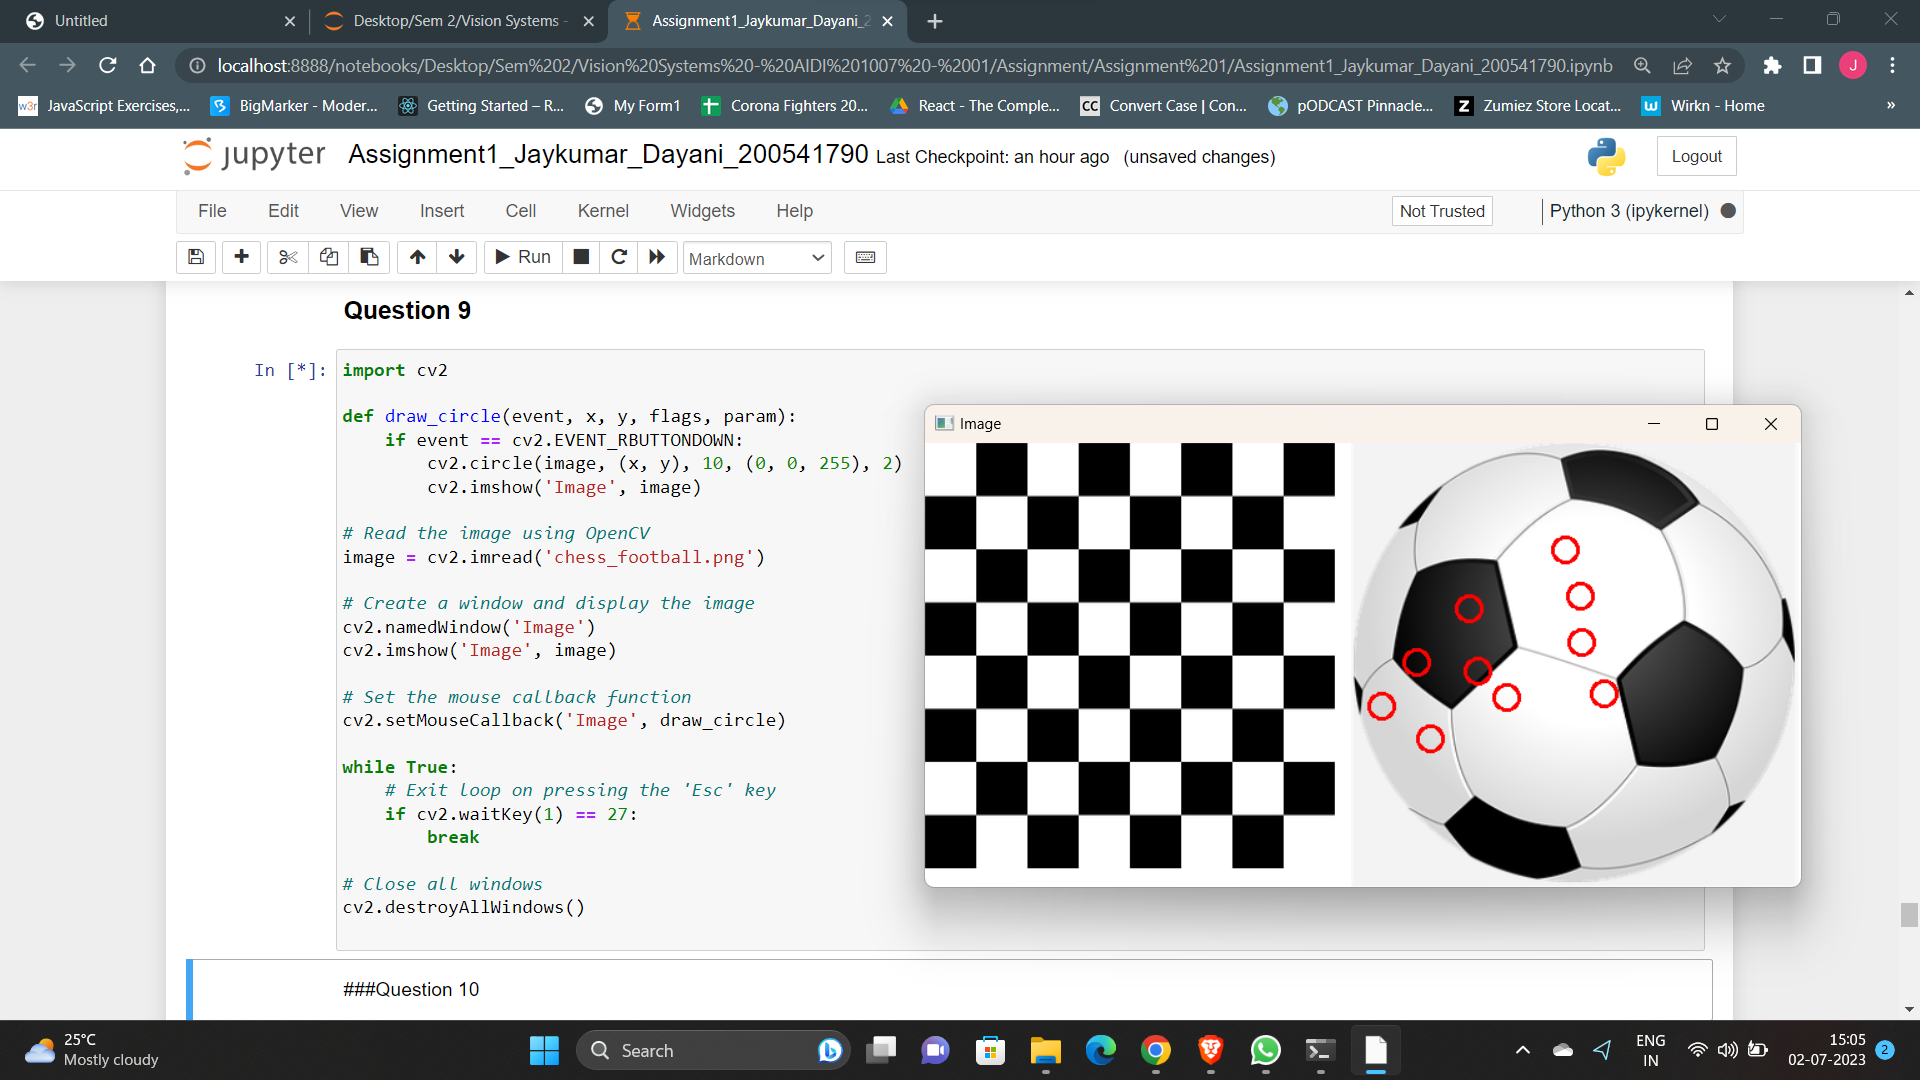 Untitled
Desktop/Sem 2/Vision Systems -
Assignment1_Jaykumar_Dayani_2
localhost:8888/notebooks/Desktop/Sem%202/Vision%20Systems%20-%20AIDI%201007%20-%2001/Assignment/Assignment%201/Assignment1_Jaykumar_Dayani_200541790.ipynb
J
w3r JavaScript Exercises,... BigMarker - Moder... Getting Started – R... My Form1 Corona Fighters 20... React - The Comple... CC Convert Case | Con... pODCAST Pinnacle... Z Zumiez Store Locat... w Wirkn - Home »
jupyter Assignment1_Jaykumar_Dayani_200541790 Last Checkpoint: an hour ago (unsaved changes) Logout
File Edit View Insert Cell Kernel Widgets Help Not Trusted Python 3 (ipykernel)
Run Markdown
Question 9
In [*]: import cv2
def draw_circle(event, x, y, flags, param):
    if event == cv2.EVENT_RBUTTONDOWN:
        cv2.circle(image, (x, y), 10, (0, 0, 255), 2)
        cv2.imshow('Image', image)
# Read the image using OpenCV
image = cv2.imread('chess_football.png')
# Create a window and display the image
cv2.namedWindow('Image')
cv2.imshow('Image', image)
# Set the mouse callback function
cv2.setMouseCallback('Image', draw_circle)
while True:
    # Exit loop on pressing the 'Esc' key
    if cv2.waitKey(1) == 27:
        break
# Close all windows
cv2.destroyAllWindows()
Image
###Question 10
25°C
Mostly cloudy
Search
ENG
IN
15:05
02-07-2023
2